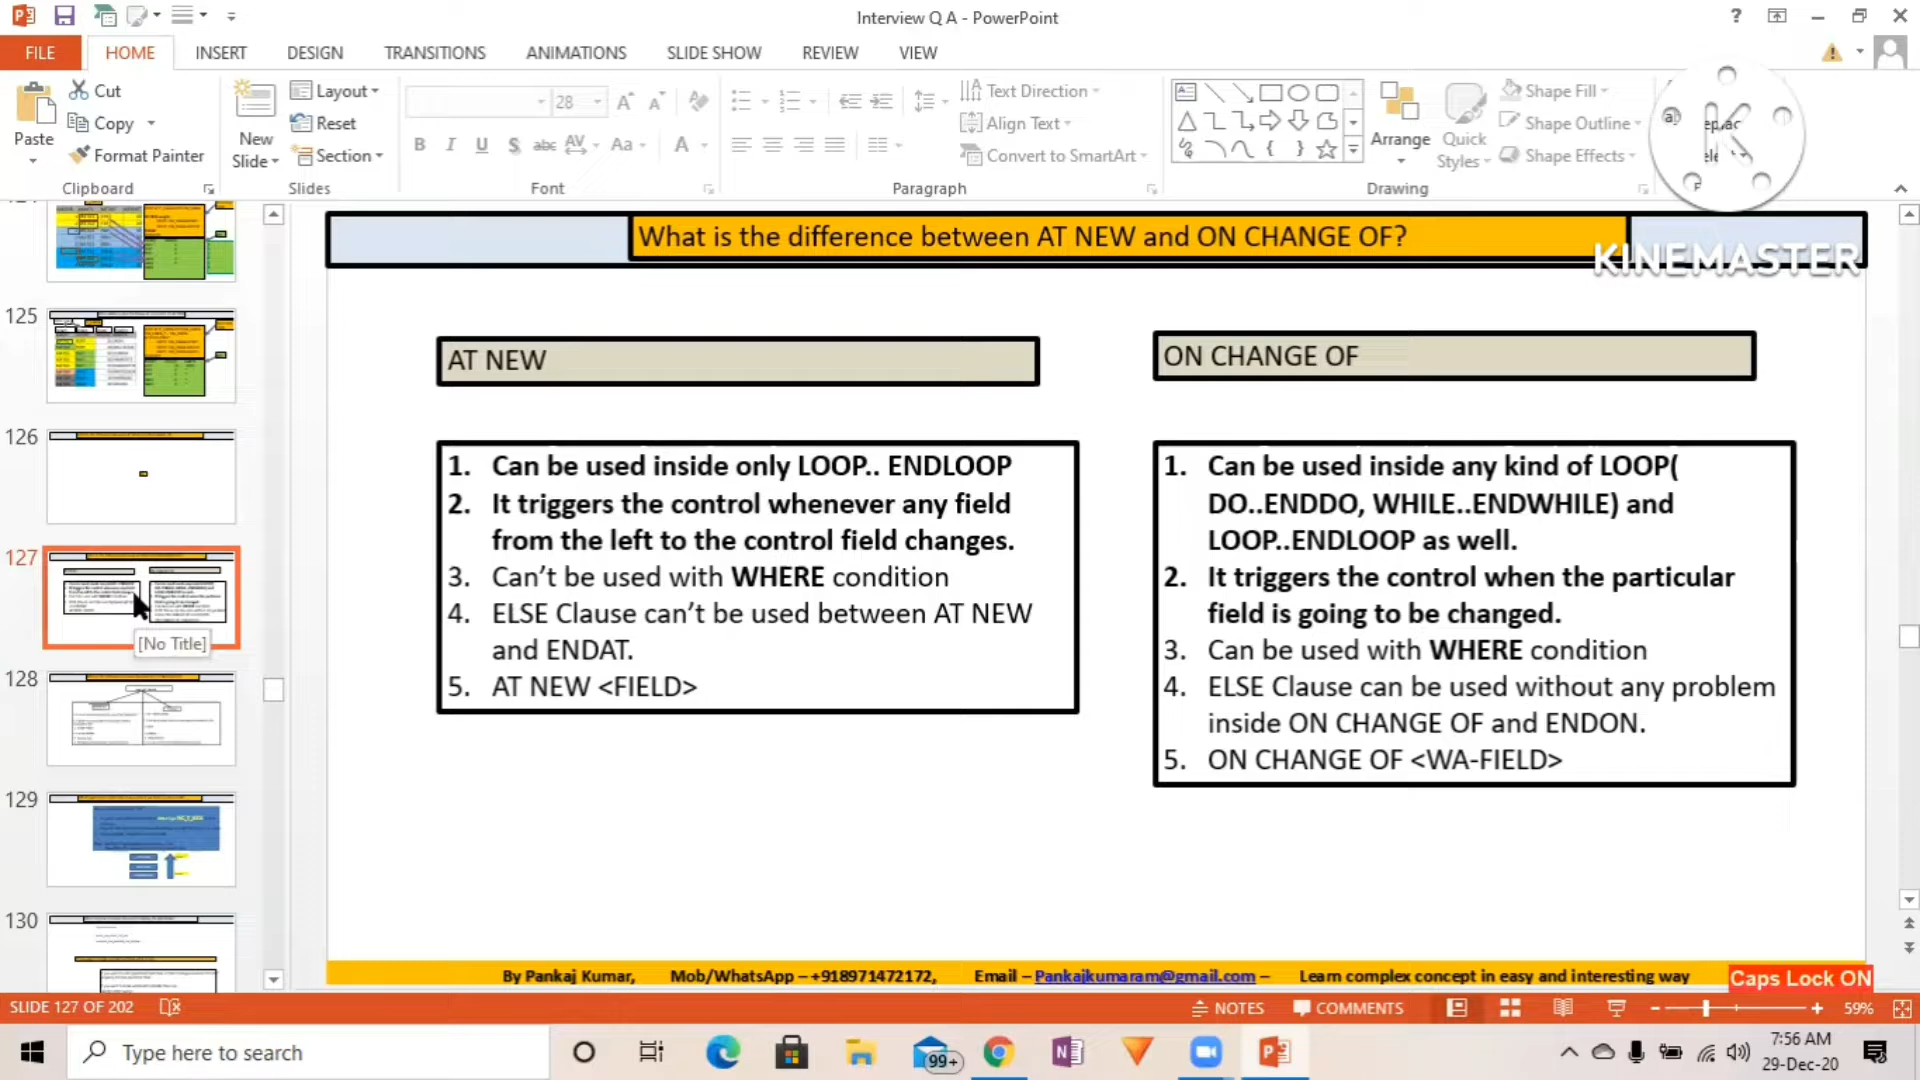 Interview Q A - PowerPoint
FILE HOME INSERT DESIGN TRANSITIONS ANIMATIONS SLIDE SHOW REVIEW VIEW
Paste
Cut
Copy
Format Painter
Clipboard
New
Slide
Layout
Reset
Section
Slides
28
Font
Paragraph
Text Direction
Align Text
Convert to SmartArt
Arrange
Quick
Styles
Shape Fill
Shape Outline
Shape Effects
Drawing
KINEMASTER
What is the difference between AT NEW and ON CHANGE OF?
AT NEW
1. Can be used inside only LOOP.. ENDLOOP
2. It triggers the control whenever any field
from the left to the control field changes.
3. Can't be used with WHERE condition
4. ELSE Clause can't be used between AT NEW
and ENDAT.
5. AT NEW <FIELD>
ON CHANGE OF
1. Can be used inside any kind of LOOP(
DO..ENDDO, WHILE..ENDWHILE) and
LOOP..ENDLOOP as well.
2. It triggers the control when the particular
field is going to be changed.
3. Can be used with WHERE condition
4. ELSE Clause can be used without any problem
inside ON CHANGE OF and ENDON.
5. ON CHANGE OF <WA-FIELD>
125
126
127
[No Title]
128
129
130
By Pankaj Kumar, Mob/WhatsApp – +918971472172, Email – Pankajkumaram@gmail.com – Learn complex concept in easy and interesting way
Caps Lock ON
SLIDE 127 OF 202 NOTES COMMENTS 59%
Type here to search
99+
7:56 AM
29-Dec-20